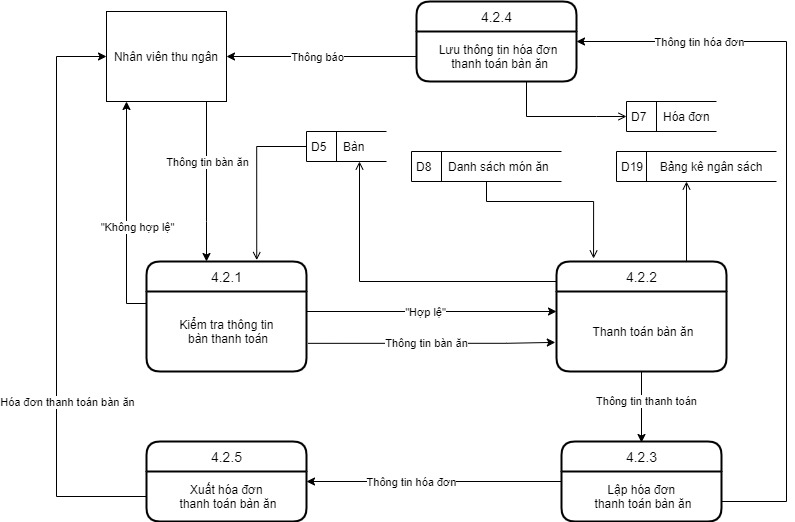 4.2.4
Nhân viên thu ngân
Thông báo
Lưu thông tin hóa đơn
thanh toán bàn ăn
Thông tin hóa đơn
D7 Hóa đơn
D5 Bàn
Thông tin bàn ăn
D8 Danh sách món ăn
D19 Bảng kê ngân sách
"Không hợp lệ"
4.2.1
Kiểm tra thông tin
bàn thanh toán
"Hợp lệ"
Thông tin bàn ăn
4.2.2
Thanh toán bàn ăn
Hóa đơn thanh toán bàn ăn
Thông tin thanh toán
4.2.5
Xuất hóa đơn
thanh toán bàn ăn
Thông tin hóa đơn
4.2.3
Lập hóa đơn
thanh toán bàn ăn